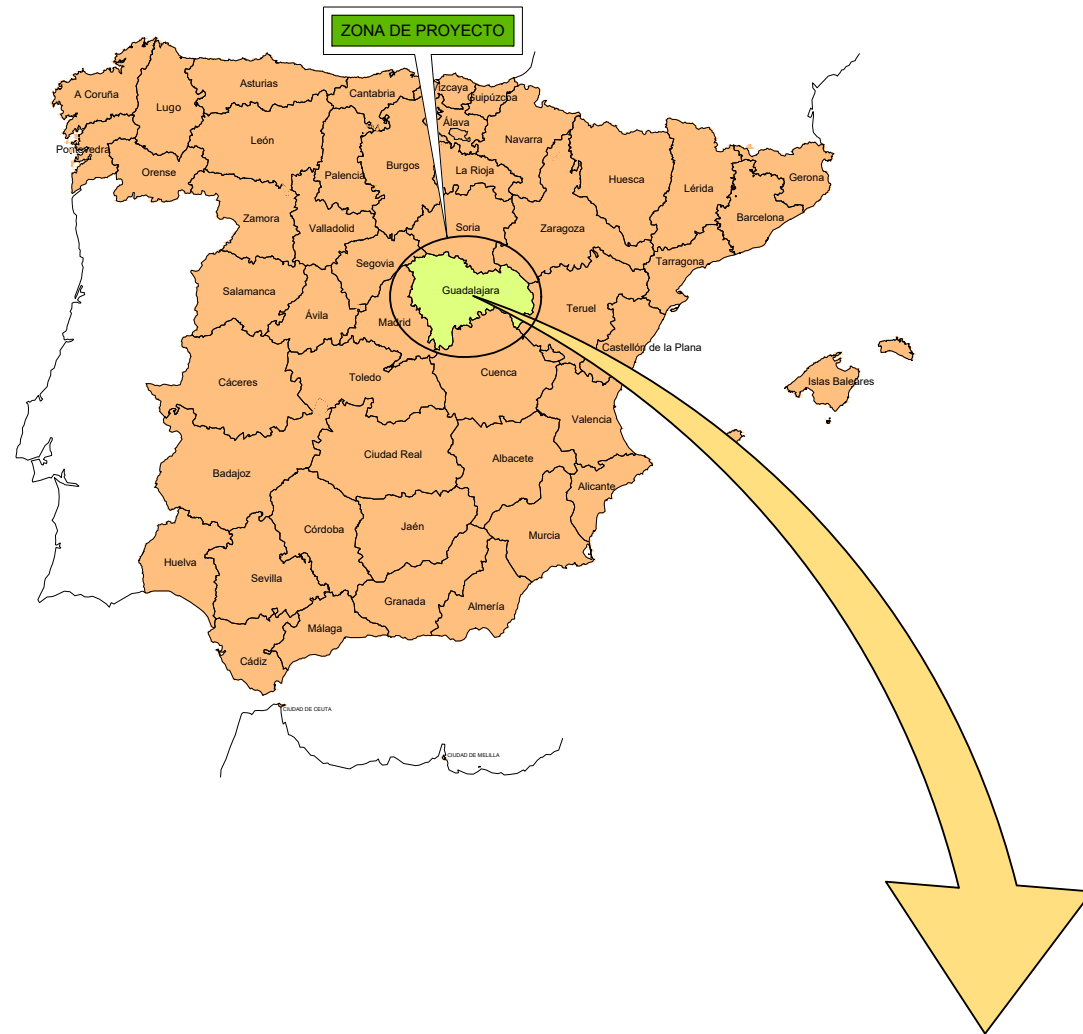 ZONA DE PROYECTO
A Coruña
Lugo
Asturias
Cantabria
Vizcaya
Guipúzcoa
Álava
Navarra
Pontevedra
Orense
León
Palencia
Burgos
La Rioja
Huesca
Lérida
Gerona
Barcelona
Zamora
Valladolid
Soria
Zaragoza
Tarragona
Segovia
Salamanca
Ávila
Madrid
Guadalajara
Teruel
Castellón de la Plana
Cáceres
Toledo
Cuenca
Islas Baleares
Valencia
Badajoz
Ciudad Real
Albacete
Alicante
Córdoba
Jaén
Murcia
Huelva
Sevilla
Granada
Almería
Málaga
Cádiz
CIUDAD DE CEUTA
CIUDAD DE MELILLA